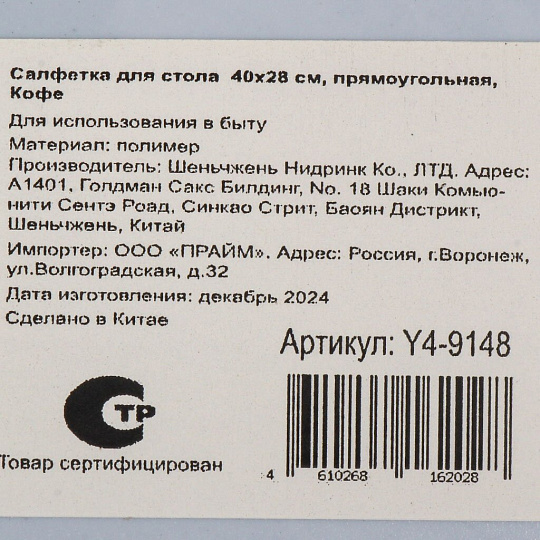 Салфетка для стола 40х28 см, прямоугольная,
Кофе
Для использования в быту
Материал: полимер
Производитель: Шеньчжень Нидринк Ко., ЛТД. Адрес:
А1401, Голдман Сакс Билдинг, No. 18 Шаки Комью-
нити Сентэ Роад, Синкао Стрит, Баоян Дистрикт,
Шеньчжень, Китай
Импортер: ООО «ПРАЙМ». Адрес: Россия, г.Воронеж,
ул.Волгоградская, д.32
Дата изготовления: декабрь 2024
Сделано в Китае
Артикул: Y4-9148
СТР
Товар сертифицирован
4 610268 162028